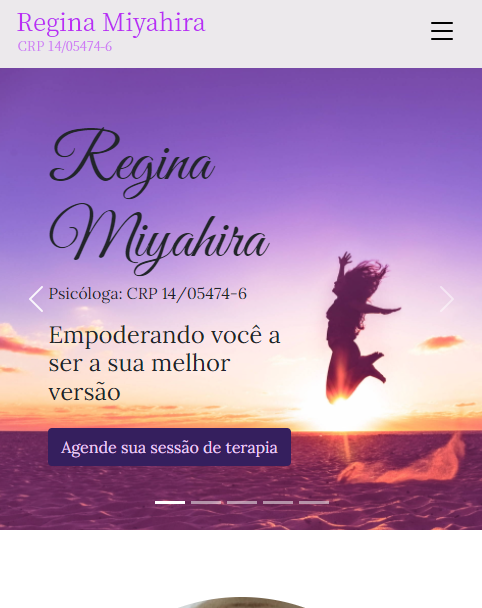 Regina Miyahira
CRP 14/05474-6
Regina
Miyahira
Psicóloga: CRP 14/05474-6
Empoderando você a
ser a sua melhor
versão
Agende sua sessão de terapia